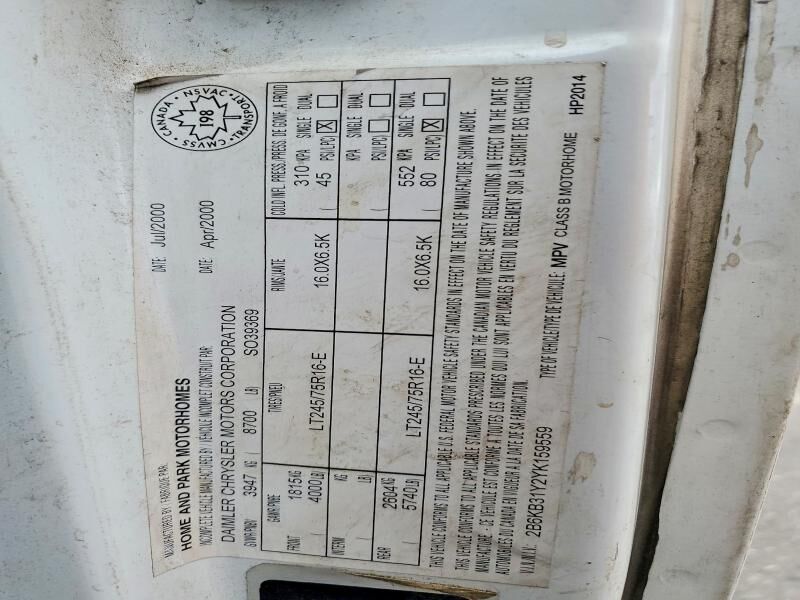 MANUFACTURED BY / FABRIQUE PAR:
HOME AND PARK MOTORHOMES
DATE: Jul/2000
INCOMPLETE VEHICLE MANUFACTURED BY / VEHICULE INCOMPLET CONSTRUIT PAR:
DAIMLER CHRYSLER MOTORS CORPORATION
DATE: Apr/2000
CANADA · NSVAC · TRANSPORT · CMVSS
198
GVWR/PNBV 3947 KG / 8700 LB SO39369
GAWR/PNBE TIRES/PNEU RIMS/JANTE COLD INFL. PRESS./PRESS. DE GONF. A FROID
FRONT 1815 KG LT245/75R16-E 16.0X6.5K 310 KPA SINGLE DUAL
4000 LB ( 45 PSI/LPC) X
INTERM KG KPA SINGLE DUAL
( LB) ( PSI/LPC)
REAR 2604 KG LT245/75R16-E 16.0X6.5K 552 KPA SINGLE DUAL
5740 LB ( 80 PSI/LPC) X
THIS VEHICLE CONFORMS TO ALL APPLICABLE U.S. FEDERAL MOTOR VEHICLE SAFETY STANDARDS IN EFFECT ON THE DATE OF MANUFACTURE SHOWN ABOVE.
THIS VEHICLE CONFORMS TO ALL APPLICABLE STANDARDS PRESCRIBED UNDER THE CANADIAN MOTOR VEHICLE SAFETY REGULATIONS IN EFFECT ON THE DATE OF
MANUFACTURE - CE VEHICULE EST CONFORME A TOUTES LES NORMES QUI LUI SONT APPLICABLES EN VERTU DU REGLEMENT SUR LA SECURITE DES VEHICULES
AUTOMOBILES DU CANADA EN VIGUEUR A LA DATE DE SA FABRICATION.
V.I.N./N.I.V.: 2B6KB31Y2YK159559 TYPE OF VEHICLE/TYPE DE VEHICULE: MPV CLASS B MOTORHOME HP2014